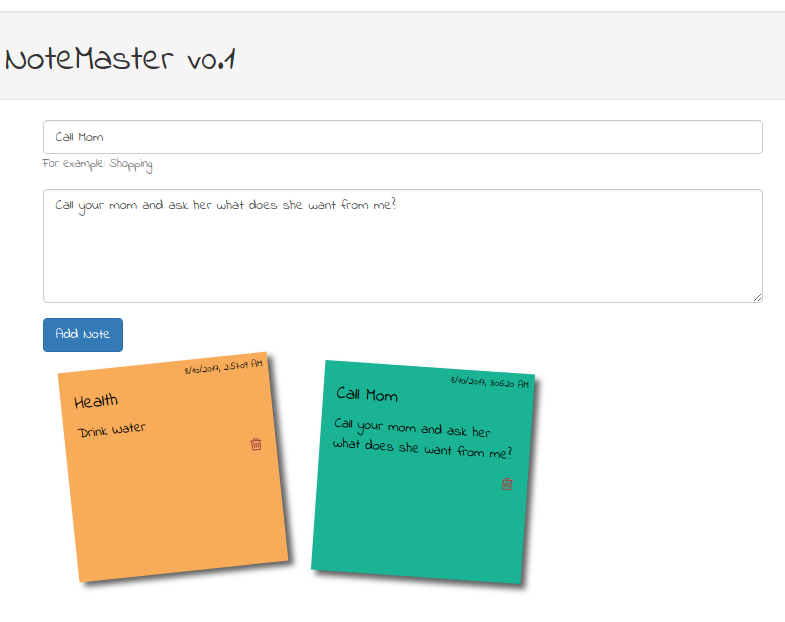 NoteMaster v0.1
Call Mom
For example: Shopping
Call your mom and ask her what does she want from me?
Add Note
8/10/2017, 2:57:09 AM
Health
Drink Water
8/10/2017, 3:06:20 AM
Call Mom
Call your mom and ask her
what does she want from me?